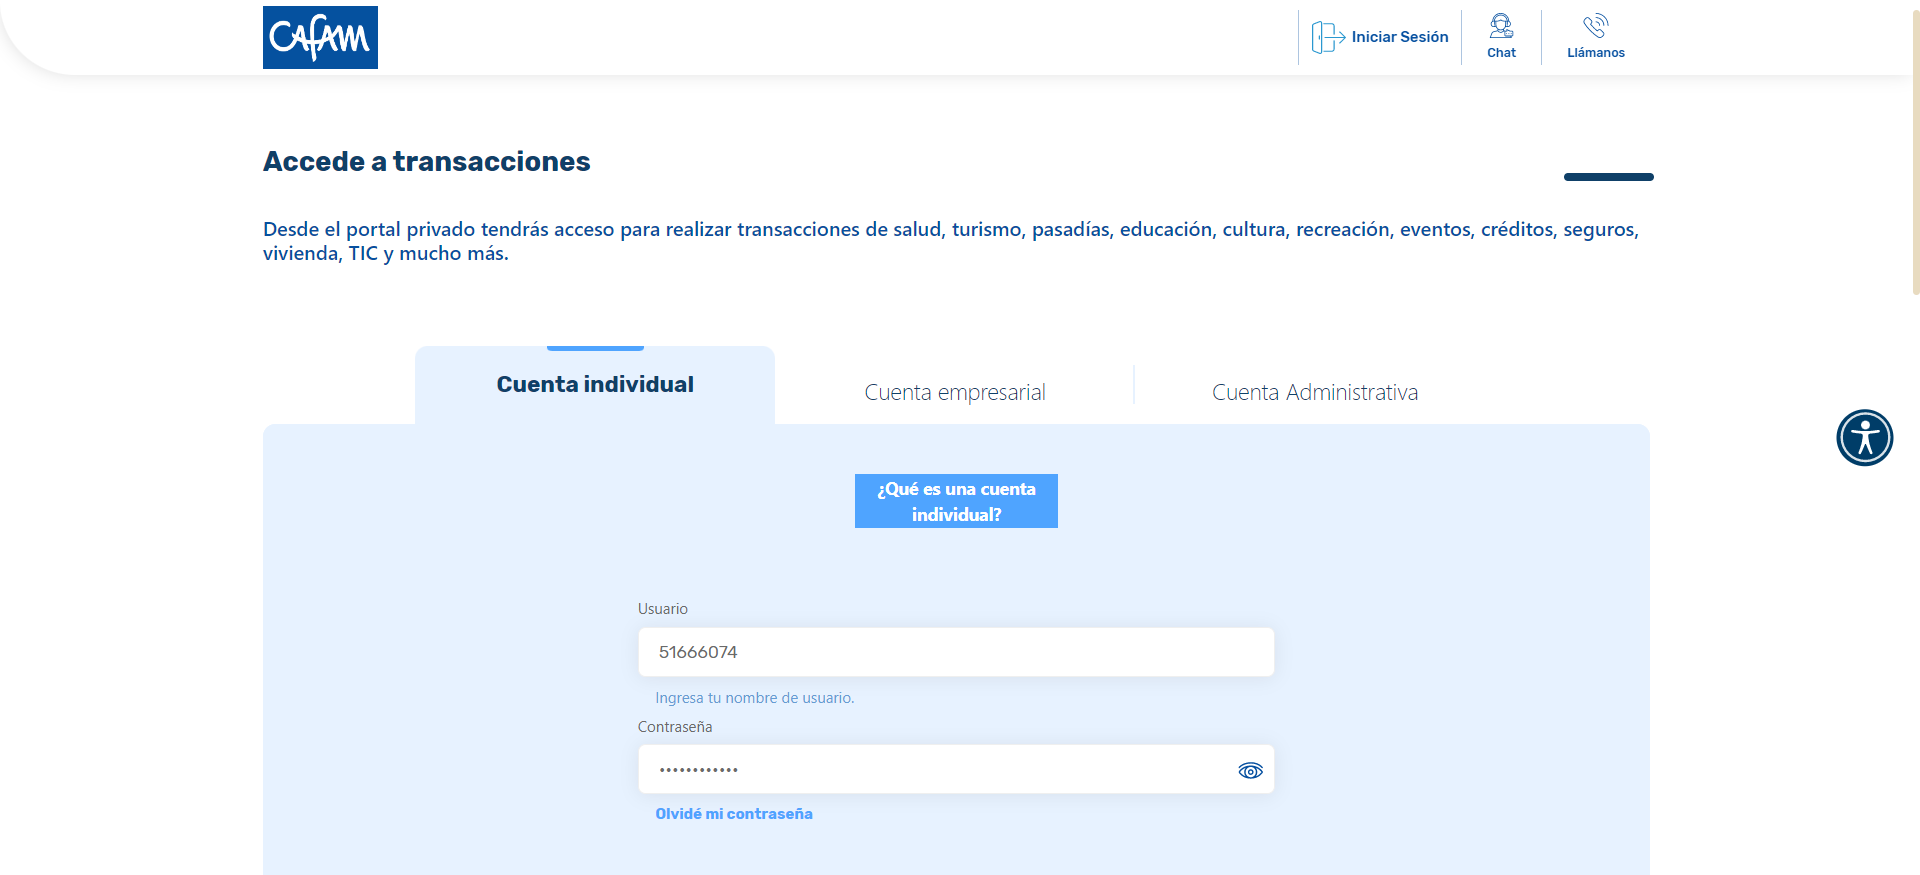 CAFAM
Iniciar Sesión
Chat
Llámanos
Accede a transacciones
Desde el portal privado tendrás acceso para realizar transacciones de salud, turismo, pasadías, educación, cultura, recreación, eventos, créditos, seguros,
vivienda, TIC y mucho más.
Cuenta individual
Cuenta empresarial
Cuenta Administrativa
¿Qué es una cuenta
individual?
Usuario
51666074
Ingresa tu nombre de usuario.
Contraseña
••••••••••••
Olvidé mi contraseña